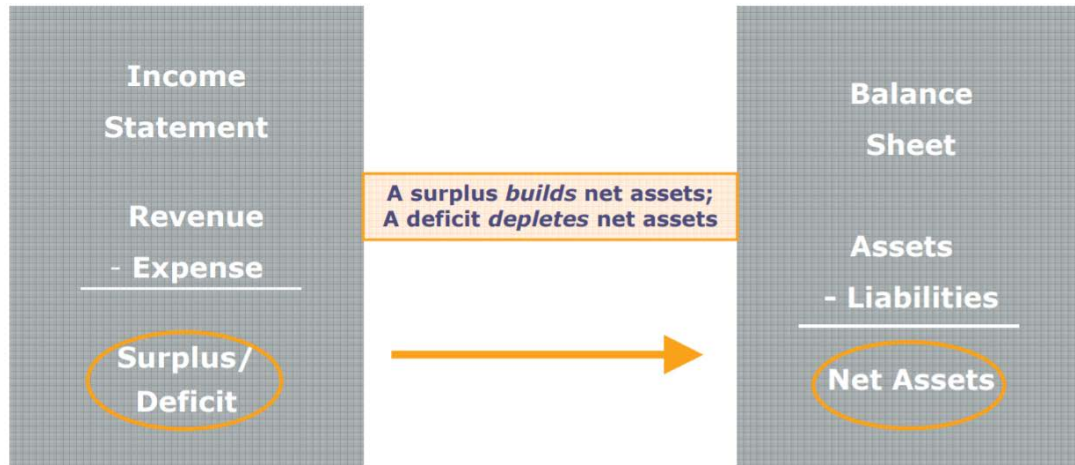 Income
Statement
Revenue
- Expense
Surplus/
Deficit
A surplus builds net assets;
A deficit depletes net assets
Balance
Sheet
Assets
- Liabilities
Net Assets